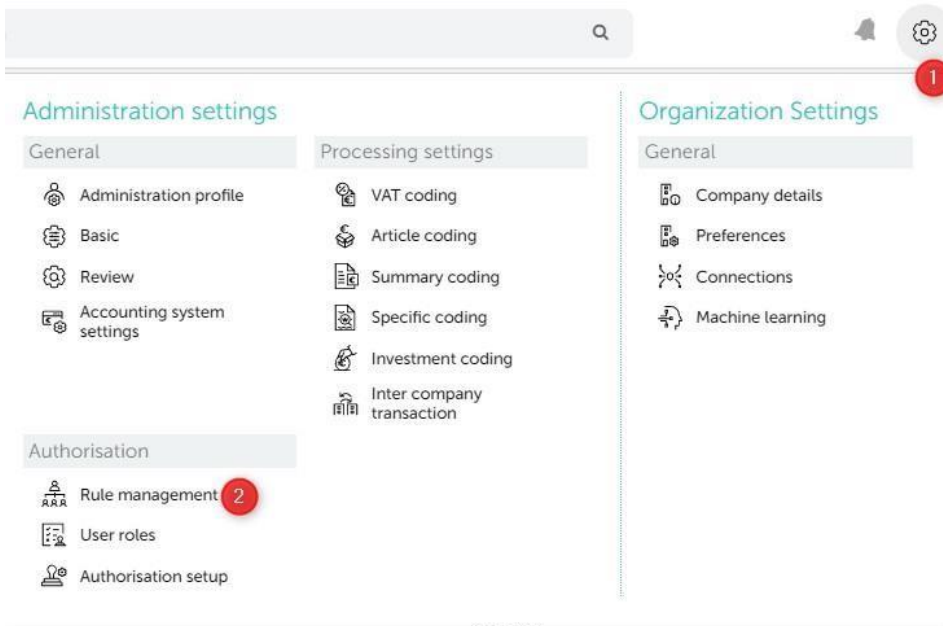 1
Administration settings
Organization Settings
General
Processing settings
General
Administration profile
VAT coding
Company details
Basic
Article coding
Preferences
Review
Summary coding
Connections
Accounting system
settings
Specific coding
Machine learning
Investment coding
Inter company
transaction
Authorisation
Rule management 2
User roles
Authorisation setup